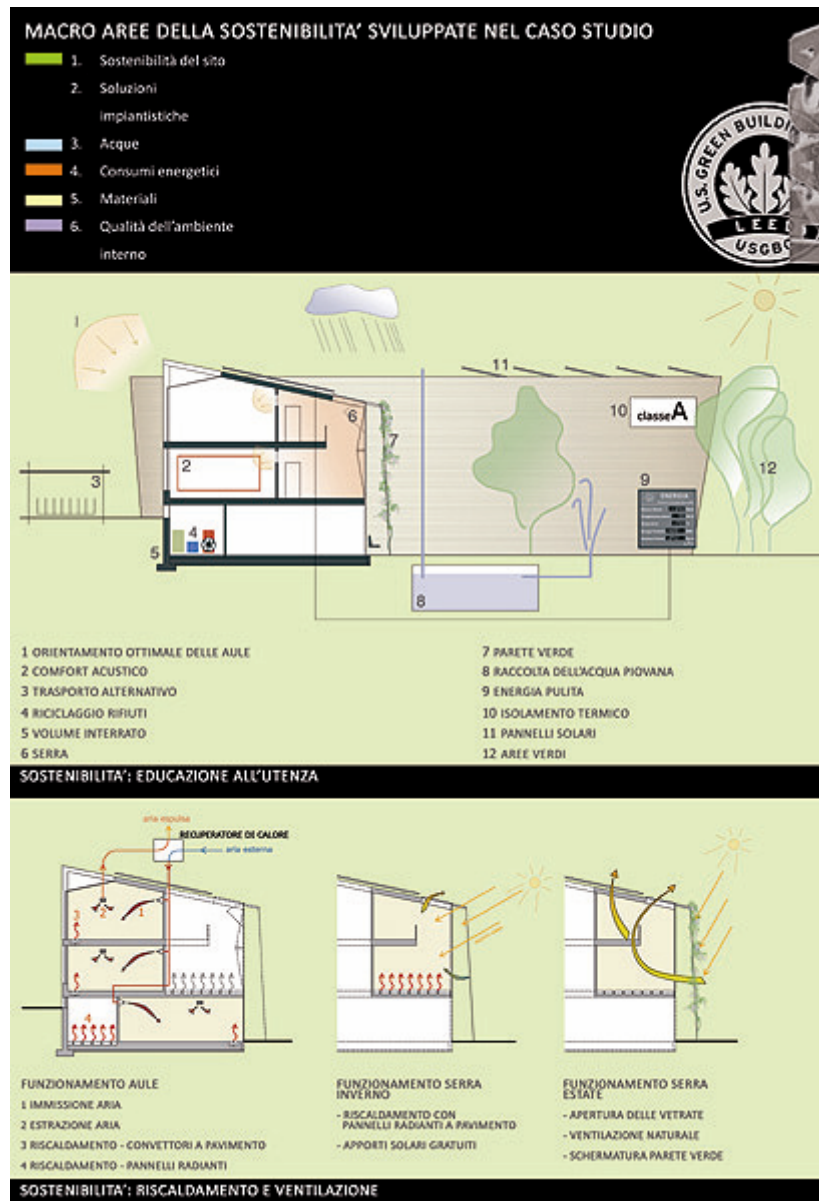 MACRO AREE DELLA SOSTENIBILITA' SVILUPPATE NEL CASO STUDIO
1. Sostenibilità del sito
2. Soluzioni
implantistiche
3. Acque
4. Consumi energetici
5. Materiali
6. Qualità dell'ambiente
interno
U.S. GREEN BUILDIN
LEED
USGBC
1
2
3
4
5
6
7
8
9
10
11
12
classe A
ENERGIA
1 ORIENTAMENTO OTTIMALE DELLE AULE
2 COMFORT ACUSTICO
3 TRASPORTO ALTERNATIVO
4 RICICLAGGIO RIFIUTI
5 VOLUME INTERRATO
6 SERRA
7 PARETE VERDE
8 RACCOLTA DELL'ACQUA PIOVANA
9 ENERGIA PULITA
10 ISOLAMENTO TERMICO
11 PANNELLI SOLARI
12 AREE VERDI
SOSTENIBILITA': EDUCAZIONE ALL'UTENZA
aria espulsa
RECUPERATORE DI CALORE
aria esterna
3
2
1
4
FUNZIONAMENTO AULE
1 IMMISSIONE ARIA
2 ESTRAZIONE ARIA
3 RISCALDAMENTO - CONVETTORI A PAVIMENTO
4 RISCALDAMENTO - PANNELLI RADIANTI
FUNZIONAMENTO SERRA
INVERNO
- RISCALDAMENTO CON
PANNELLI RADIANTI A PAVIMENTO
- APPORTI SOLARI GRATUITI
FUNZIONAMENTO SERRA
ESTATE
- APERTURA DELLE VETRATE
- VENTILAZIONE NATURALE
- SCHERMATURA PARETE VERDE
SOSTENIBILITA': RISCALDAMENTO E VENTILAZIONE